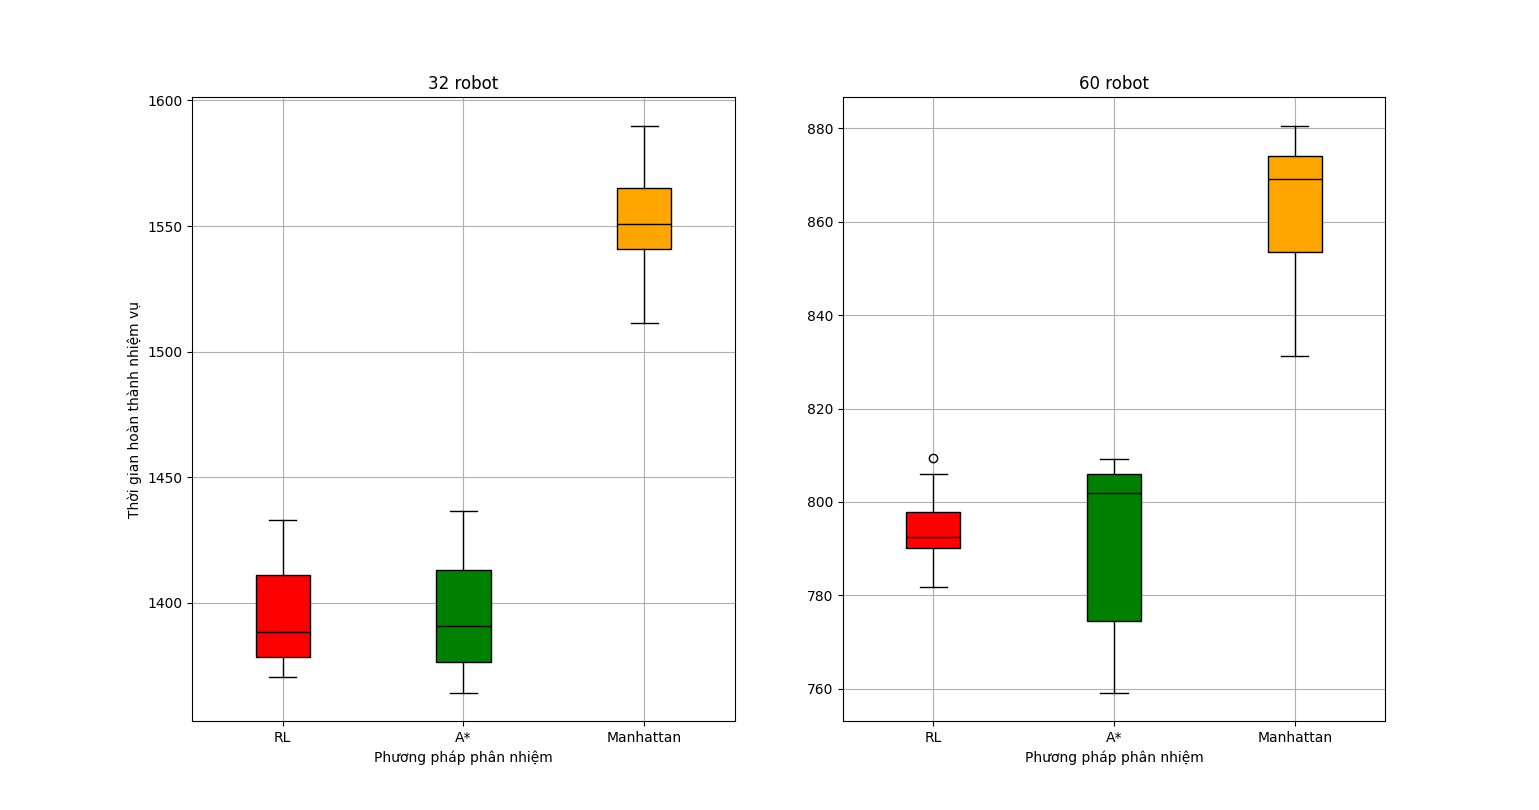 32 robot
1600
1550
1500
1450
1400
Thời gian hoàn thành nhiệm vụ
RL A* Manhattan
Phương pháp phân nhiệm
60 robot
880
860
840
820
800
780
760
RL A* Manhattan
Phương pháp phân nhiệm